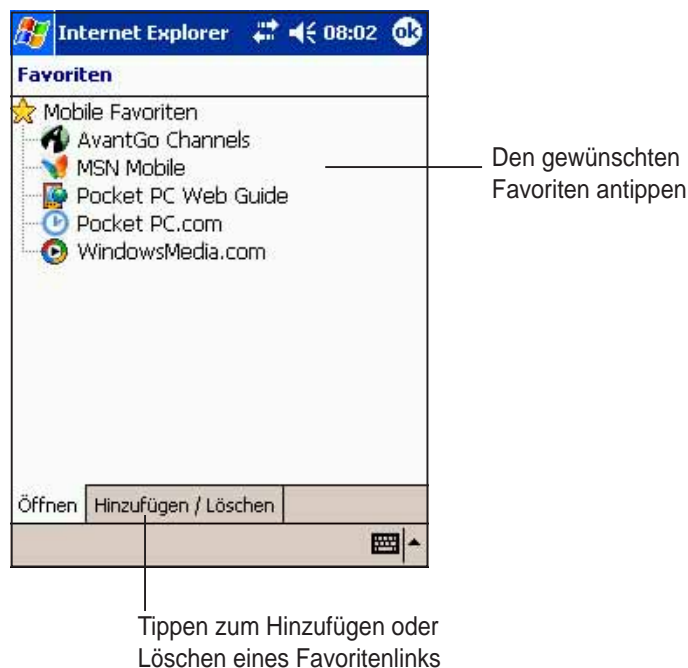 Internet Explorer 08:02 ok
Favoriten
Mobile Favoriten
AvantGo Channels
MSN Mobile
Pocket PC Web Guide
Pocket PC.com
WindowsMedia.com
Den gewünschten
Favoriten antippen
Öffnen Hinzufügen / Löschen
Tippen zum Hinzufügen oder
Löschen eines Favoritenlinks